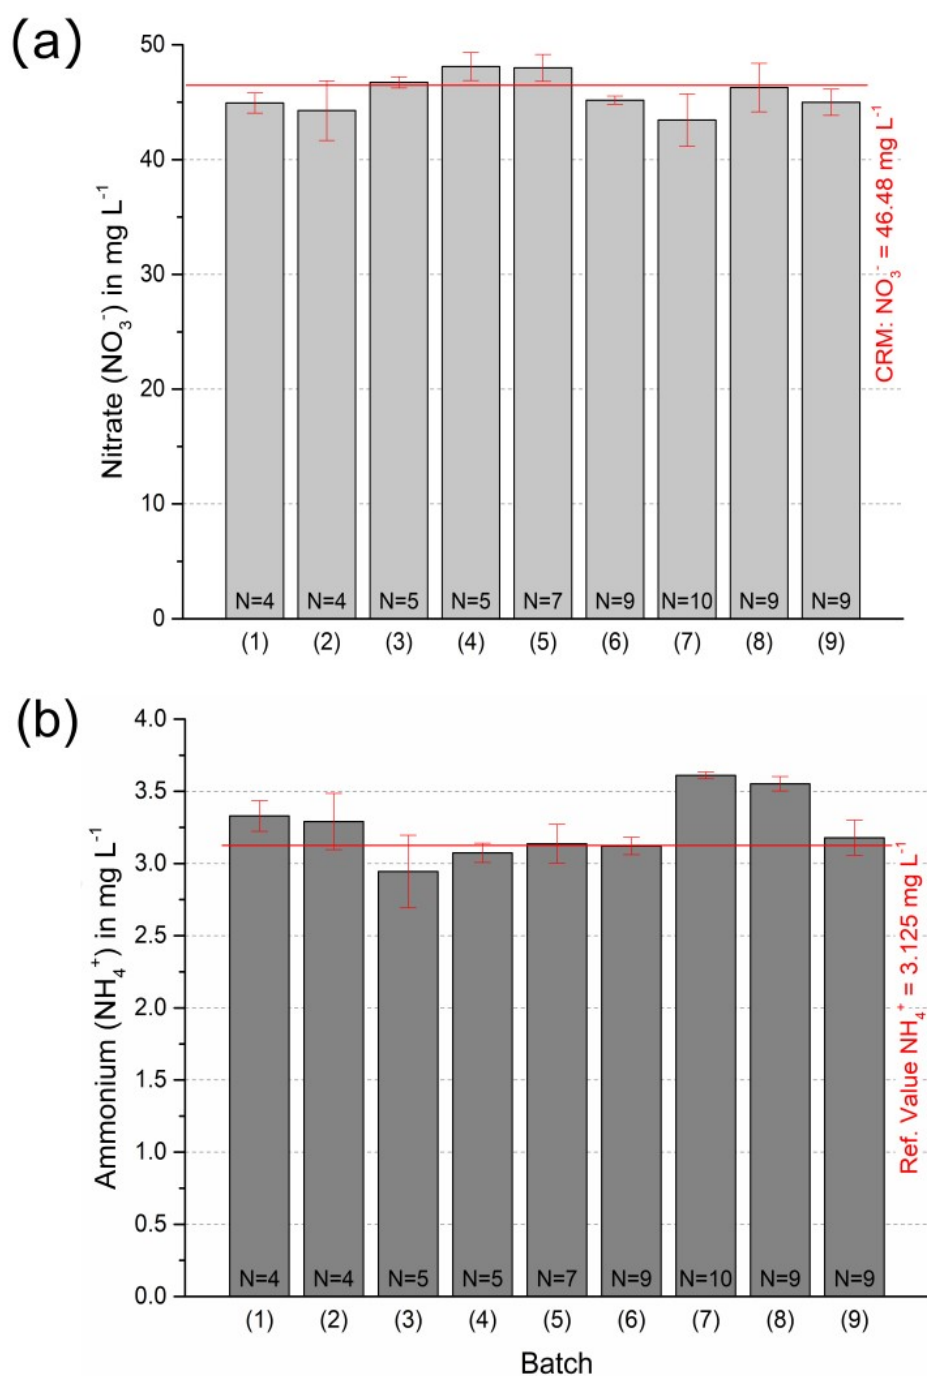 (a)
Nitrate (NO₃⁻) in mg L⁻¹
50
40
30
20
10
0
N=4 N=4 N=5 N=5 N=7 N=9 N=10 N=9 N=9
(1) (2) (3) (4) (5) (6) (7) (8) (9)
CRM: NO₃⁻ = 46.48 mg L⁻¹
(b)
Ammonium (NH₄⁺) in mg L⁻¹
4.0
3.5
3.0
2.5
2.0
1.5
1.0
0.5
0.0
N=4 N=4 N=5 N=5 N=7 N=9 N=10 N=9 N=9
(1) (2) (3) (4) (5) (6) (7) (8) (9)
Ref. Value NH₄⁺ = 3.125 mg L⁻¹
Batch